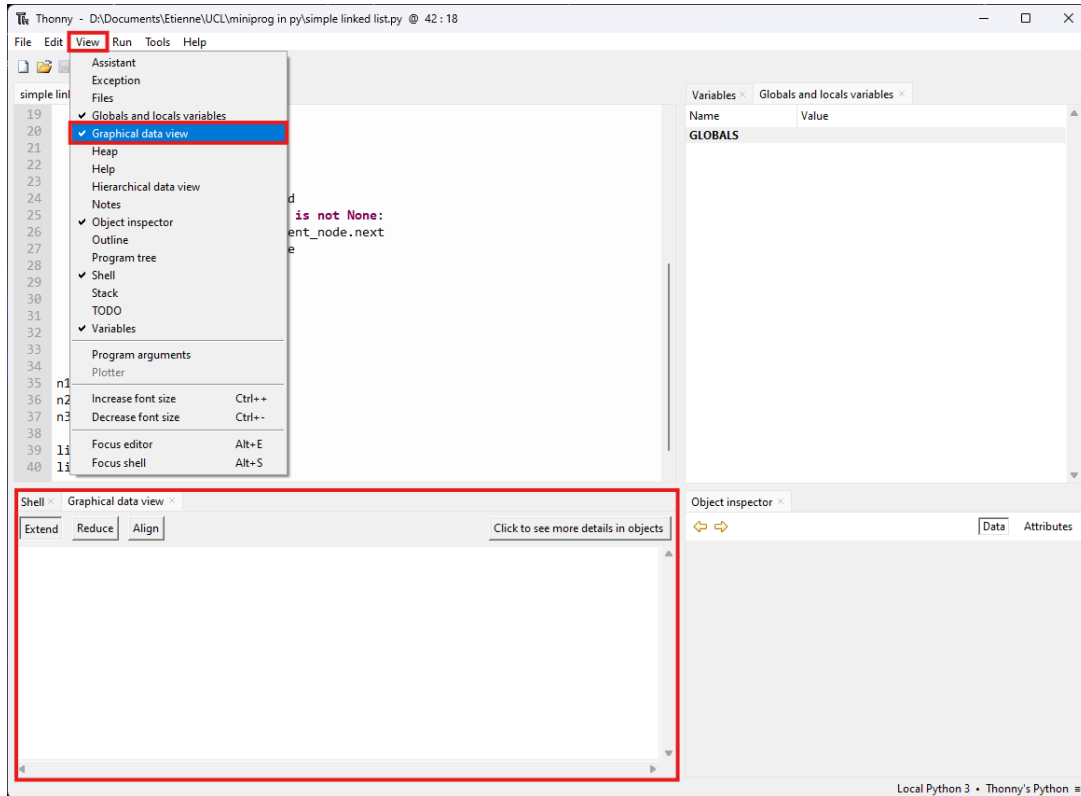 Thonny - D:\Documents\Etienne\UCL\miniprog in py\simple linked list.py @ 42 : 18
File Edit View Run Tools Help
simple linl
Assistant
Exception
Files
Globals and locals variables
Graphical data view
Heap
Help
Hierarchical data view
Notes
Object inspector
Outline
Program tree
Shell
Stack
TODO
Variables
Program arguments
Plotter
Increase font size Ctrl++
Decrease font size Ctrl+-
Focus editor Alt+E
Focus shell Alt+S
19
20
21
22
23
24 d
25 is not None:
26 ent_node.next
27 e
28
29
30
31
32
33
34
35 n1
36 n2
37 n3
38
39 li
40 li
Variables Globals and locals variables
Name Value
GLOBALS
Shell Graphical data view
Extend Reduce Align Click to see more details in objects
Object inspector
Data Attributes
Local Python 3 • Thonny's Python ≡